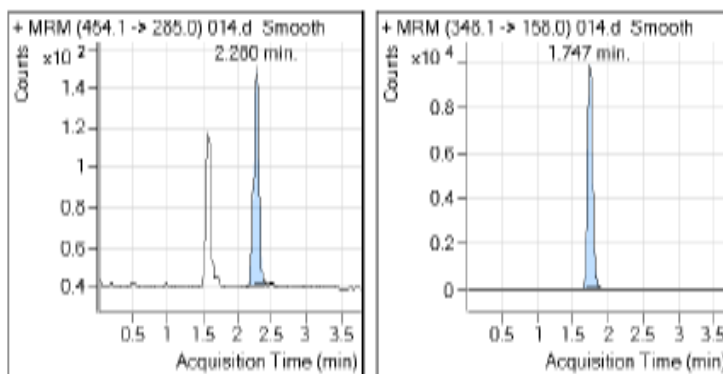 + MRM (464.1 -> 285.0) 014.d Smooth
x10 2
2.280 min.
Counts
1.4
1.2
1
0.8
0.6
0.4
0.5 1 1.5 2 2.5 3 3.5
Acquisition Time (min)
+ MRM (348.1 -> 158.0) 014.d Smooth
x10 4
1.747 min.
Counts
0.8
0.6
0.4
0.2
0
0.5 1 1.5 2 2.5 3 3.5
Acquisition Time (min)